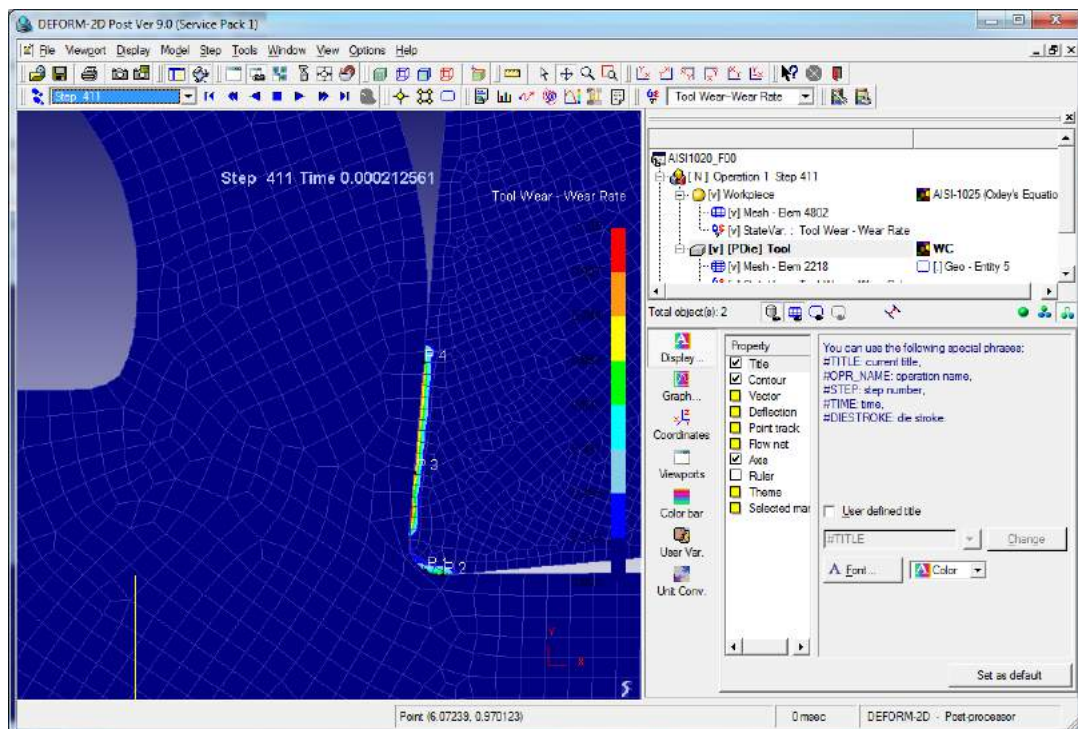 DEFORM-2D Post Ver 9.0 (Service Pack 1)
File Viewport Display Model Step Tools Window View Options Help
Step 411
Tool Wear-Wear Rate
Step 411 Time 0.000212561
Tool Wear - Wear Rate
P 4
3
P 1 P 2
Y
X
AISI1020_F00
[N] Operation 1 Step 411
[v] Workpiece
AISI-1025 (Oxley's Equatio
[v] Mesh - Elem 4802
[v] StateVar. : Tool Wear - Wear Rate
[v] [PDie] Tool
WC
[v] Mesh - Elem 2218
[.] Geo - Entity 5
Total object(s): 2
Display...
Graph...
Coordinates
Viewports
Color bar
User Var.
Unit Conv.
Property
Title
Contour
Vector
Deflection
Point track
Flow net
Axis
Ruler
Theme
Selected mar
You can use the following special phrases:
#TITLE: current title,
#OPR_NAME: operation name,
#STEP: step number,
#TIME: time,
#DIESTROKE: die stroke.
User defined title
#TITLE
Change
A Font...
Color
Set as default
Point (6.07239, 0.970123)
0 msec
DEFORM-2D - Post-processor